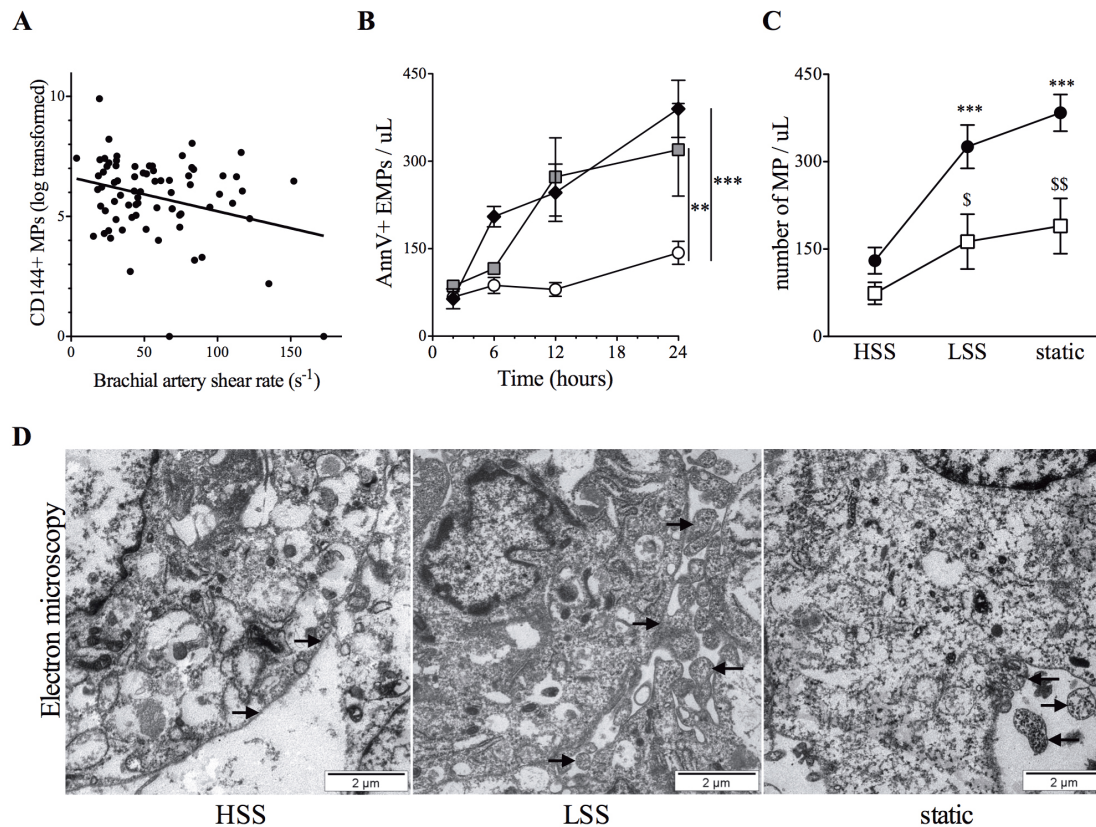 A
B
C
CD144+ MPs (log transformed)
10
5
0
0
50
100
150
Brachial artery shear rate (s-1)
AnnV+ EMPs / uL
450
300
150
0
0
6
12
18
24
Time (hours)
**
***
number of MP / uL
450
300
150
0
***
***
$
$$
HSS
LSS
static
D
Electron microscopy
2 µm
2 µm
2 µm
HSS
LSS
static